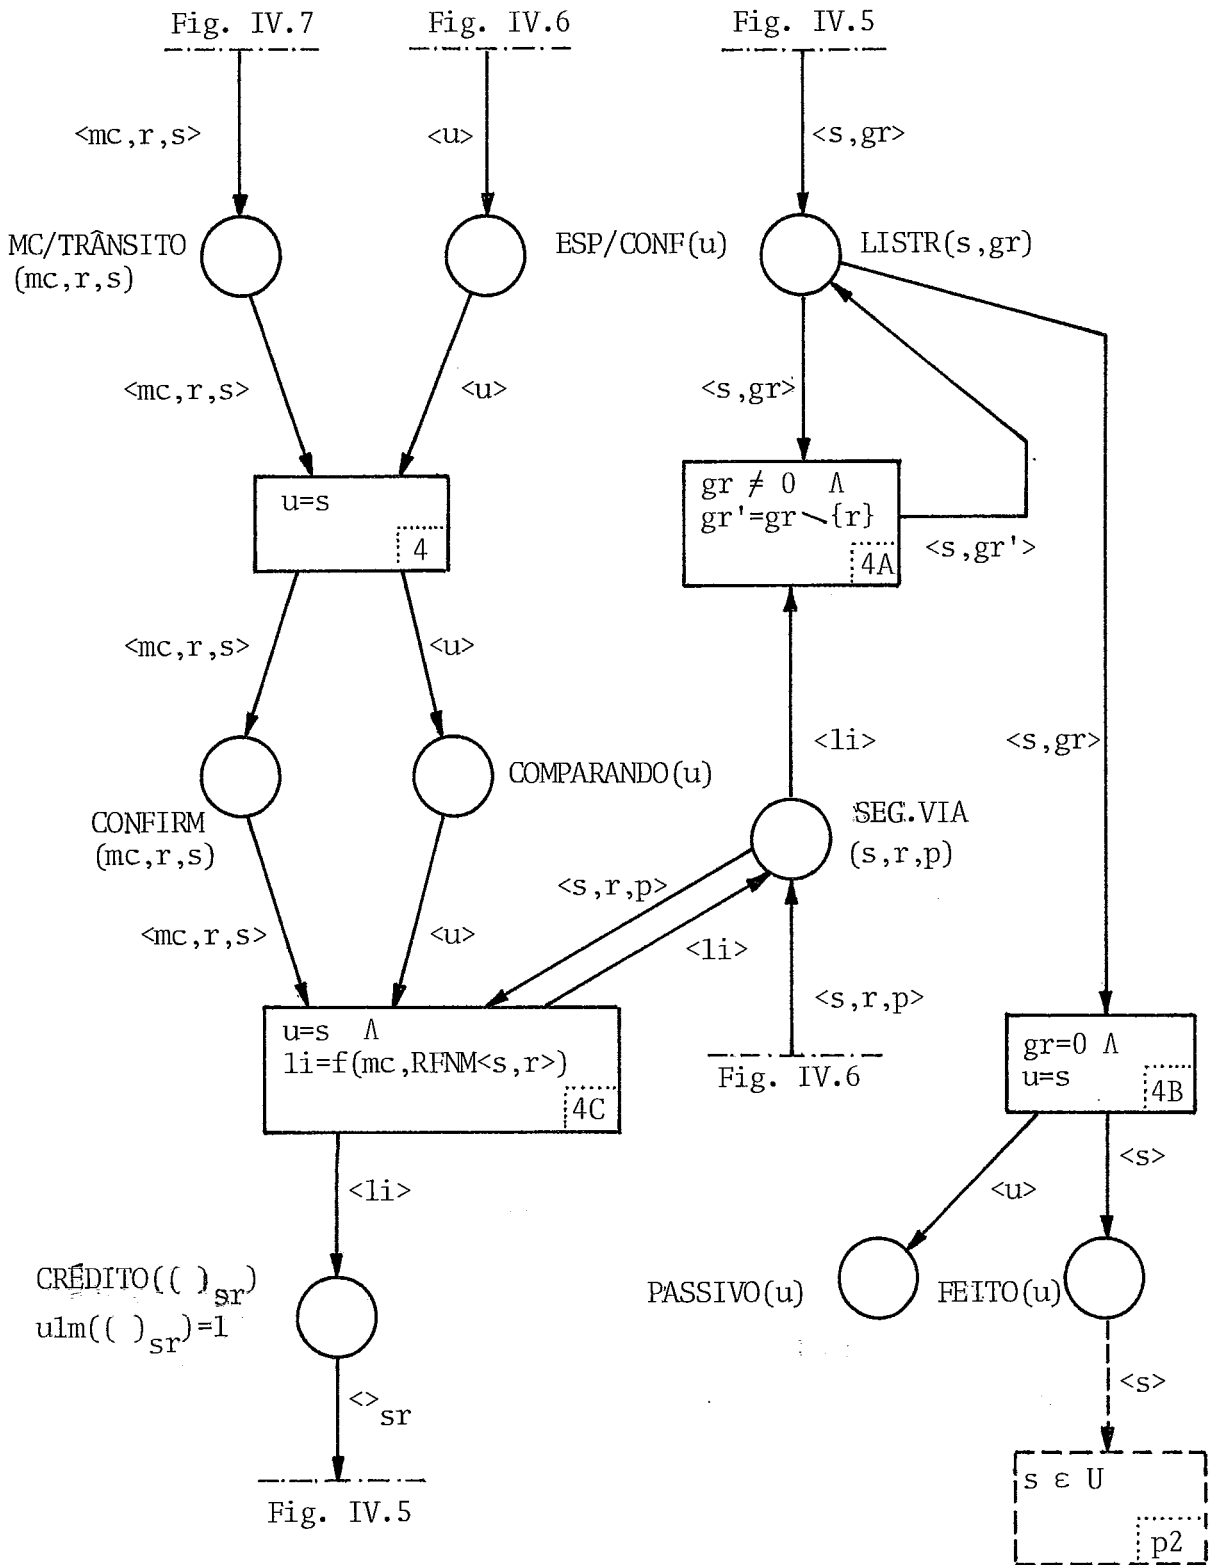 Fig. IV.7
Fig. IV.6
Fig. IV.5
<mc,r,s>
<u>
<s,gr>
MC/TRÂNSITO
(mc,r,s)
ESP/CONF(u)
LISTR(s,gr)
<mc,r,s>
<u>
<s,gr>
u=s
4
gr ≠ 0 Λ
gr'=gr ∖ {r}
4A
<s,gr'>
<mc,r,s>
<u>
<li>
<s,gr>
CONFIRM
(mc,r,s)
COMPARANDO(u)
SEG.VIA
(s,r,p)
<mc,r,s>
<u>
<s,r,p>
<li>
<s,r,p>
Fig. IV.6
u=s Λ
li=f(mc,RFNM<s,r>)
4C
gr=0 Λ
u=s
4B
<li>
<u>
<s>
CRÉDITO(( )sr)
ulm(( )sr)=1
PASSIVO(u)
FEITO(u)
<>sr
<s>
Fig. IV.5
s ε U
p2